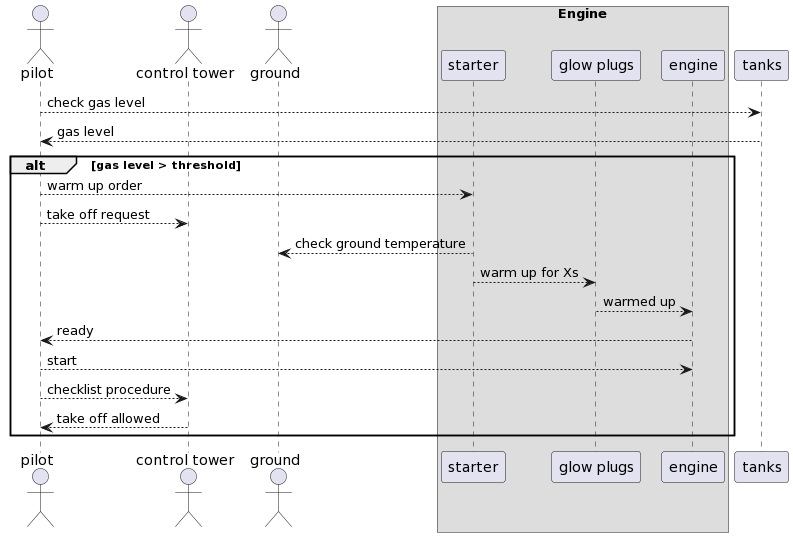 Engine
pilot
control tower
ground
starter
glow plugs
engine
tanks
check gas level
gas level
alt
[gas level > threshold]
warm up order
take off request
check ground temperature
warm up for Xs
warmed up
ready
start
checklist procedure
take off allowed
pilot
control tower
ground
starter
glow plugs
engine
tanks